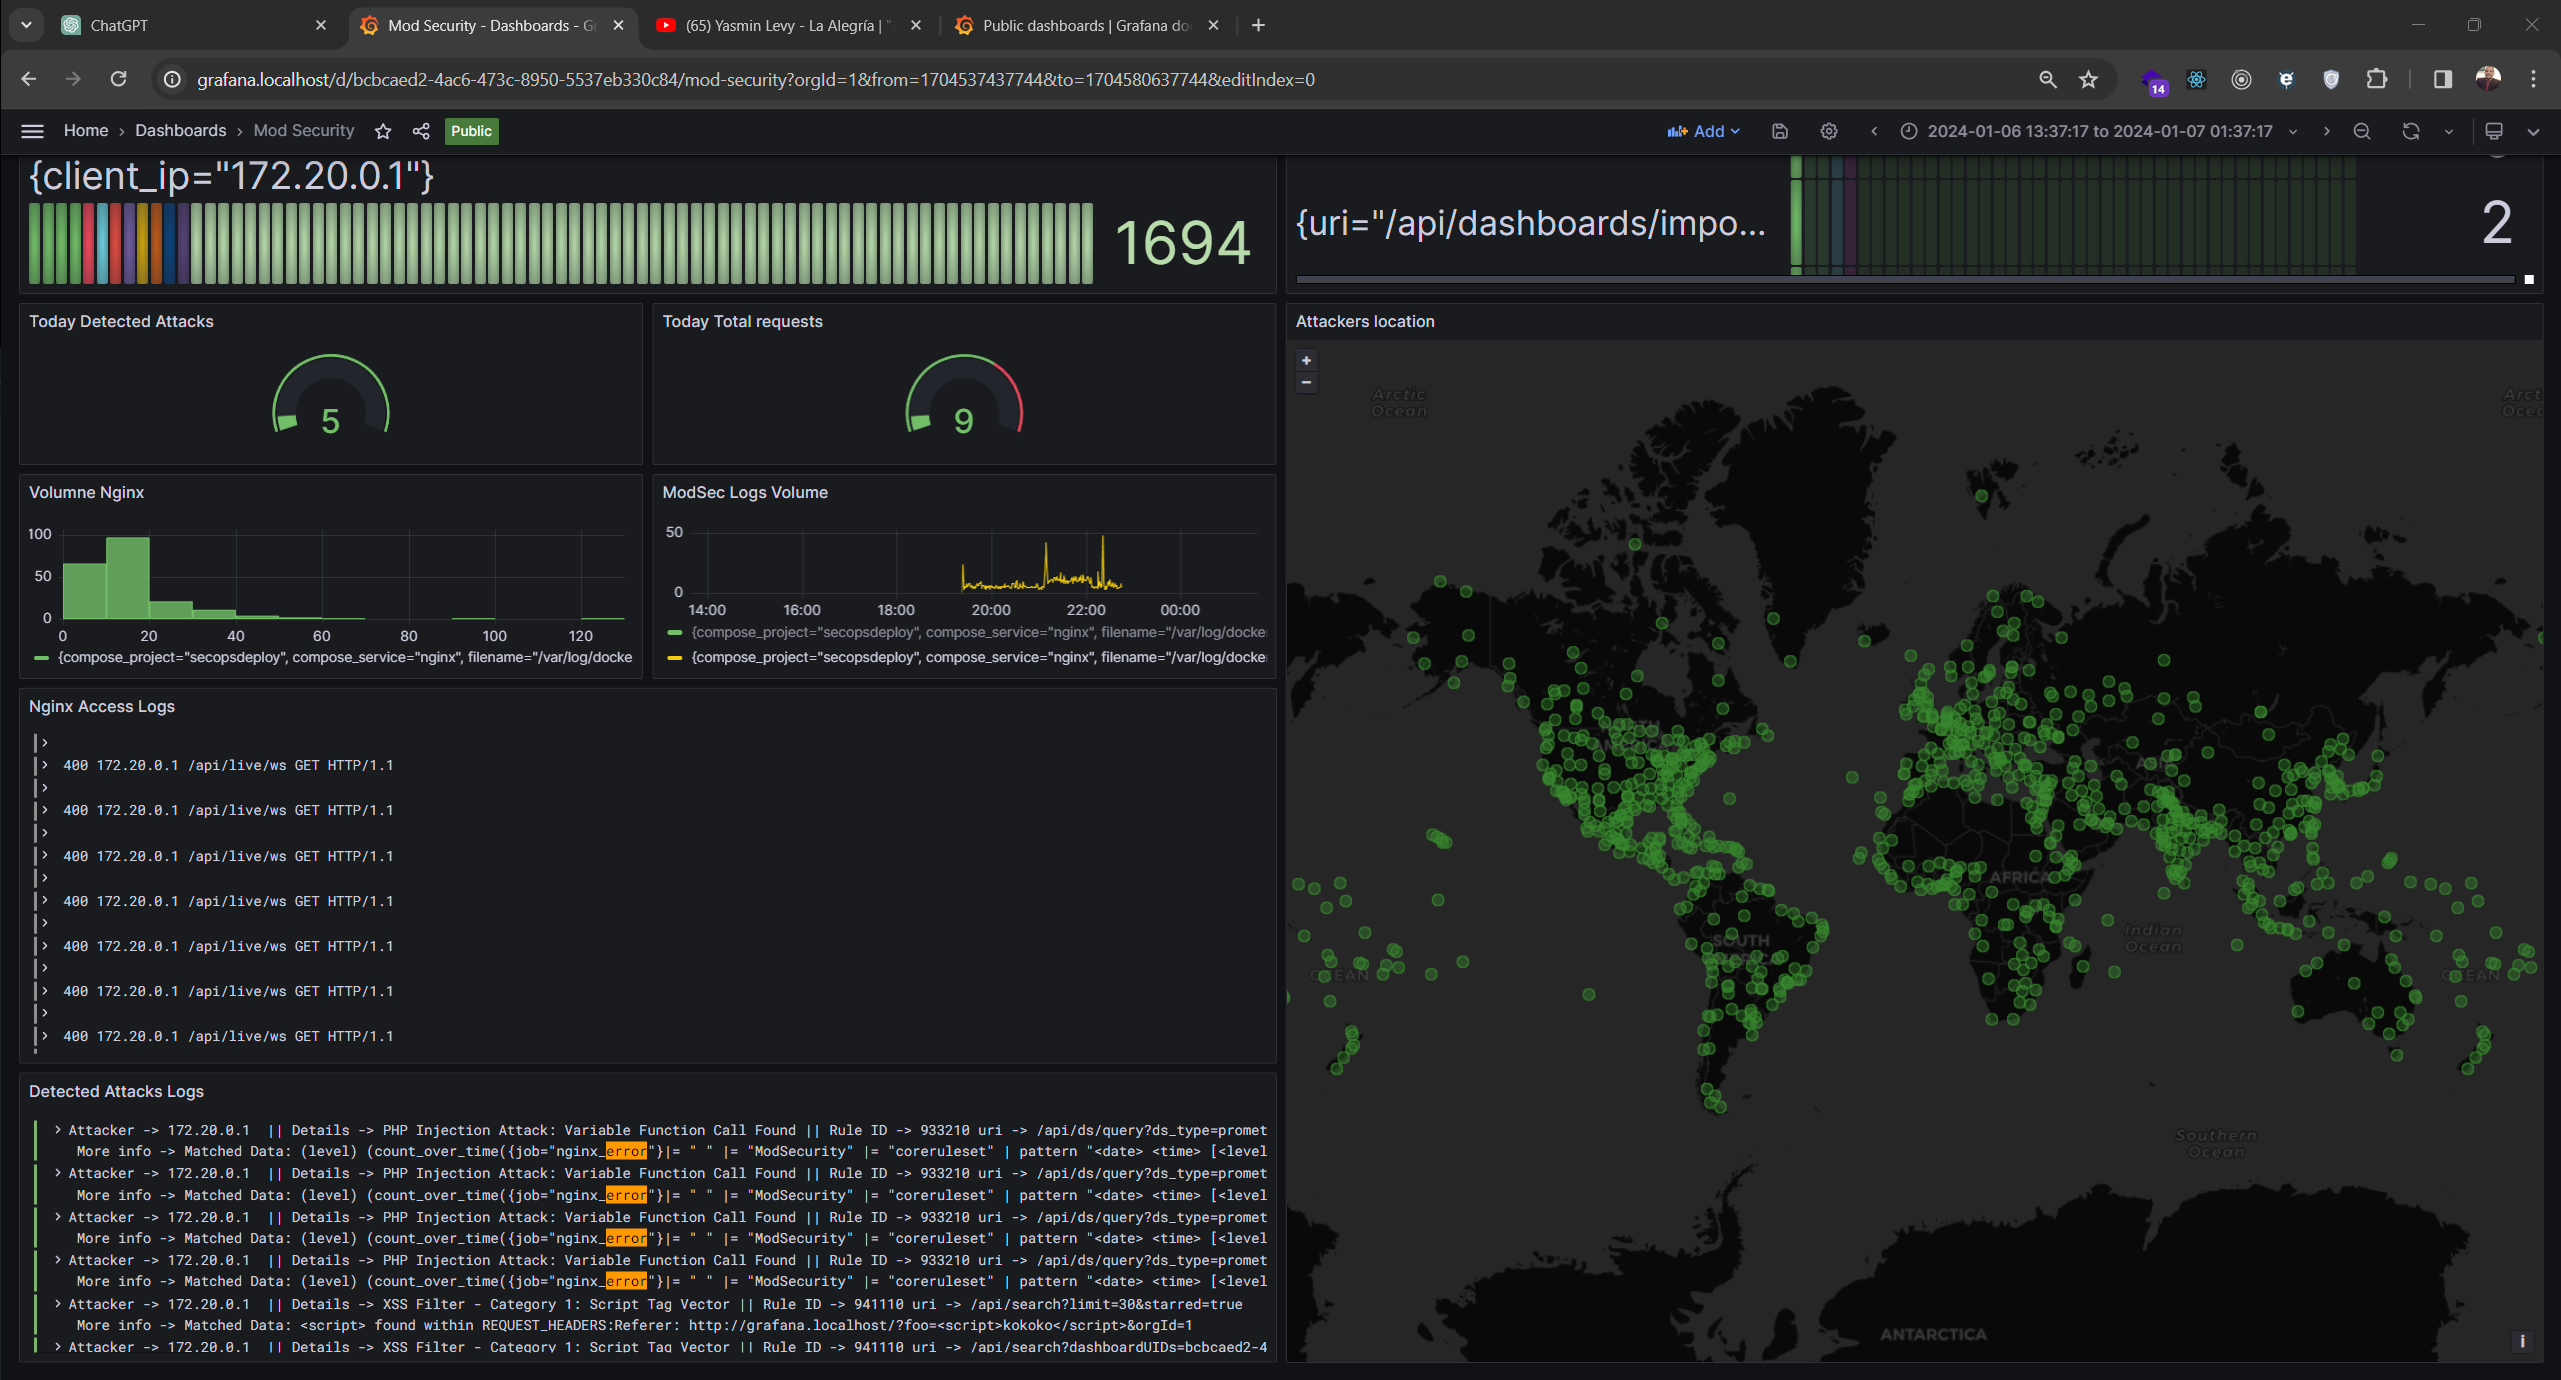 ChatGPT
Mod Security - Dashboards - Gr
(65) Yasmin Levy - La Alegría | "
Public dashboards | Grafana do
grafana.localhost/d/bcbcaed2-4ac6-473c-8950-5537eb330c84/mod-security?orgId=1&from=1704537437744&to=1704580637744&editIndex=0
14
Home › Dashboards › Mod Security
Public
Add
2024-01-06 13:37:17 to 2024-01-07 01:37:17
{client_ip="172.20.0.1"}
1694
{uri="/api/dashboards/impo...
2
Today Detected Attacks
5
Today Total requests
9
Volumne Nginx
100
50
0
0 20 40 60 80 100 120
{compose_project="secopsdeploy", compose_service="nginx", filename="/var/log/docke
ModSec Logs Volume
50
0
14:00 16:00 18:00 20:00 22:00 00:00
{compose_project="secopsdeploy", compose_service="nginx", filename="/var/log/docker
{compose_project="secopsdeploy", compose_service="nginx", filename="/var/log/docker
Nginx Access Logs
400 172.20.0.1 /api/live/ws GET HTTP/1.1
400 172.20.0.1 /api/live/ws GET HTTP/1.1
400 172.20.0.1 /api/live/ws GET HTTP/1.1
400 172.20.0.1 /api/live/ws GET HTTP/1.1
400 172.20.0.1 /api/live/ws GET HTTP/1.1
400 172.20.0.1 /api/live/ws GET HTTP/1.1
400 172.20.0.1 /api/live/ws GET HTTP/1.1
Detected Attacks Logs
Attacker -> 172.20.0.1 || Details -> PHP Injection Attack: Variable Function Call Found || Rule ID -> 933210 uri -> /api/ds/query?ds_type=promet
More info -> Matched Data: (level) (count_over_time({job="nginx_error"}|= " " |= "ModSecurity" |= "coreruleset" | pattern "<date> <time> [<level
Attacker -> 172.20.0.1 || Details -> PHP Injection Attack: Variable Function Call Found || Rule ID -> 933210 uri -> /api/ds/query?ds_type=promet
More info -> Matched Data: (level) (count_over_time({job="nginx_error"}|= " " |= "ModSecurity" |= "coreruleset" | pattern "<date> <time> [<level
Attacker -> 172.20.0.1 || Details -> PHP Injection Attack: Variable Function Call Found || Rule ID -> 933210 uri -> /api/ds/query?ds_type=promet
More info -> Matched Data: (level) (count_over_time({job="nginx_error"}|= " " |= "ModSecurity" |= "coreruleset" | pattern "<date> <time> [<level
Attacker -> 172.20.0.1 || Details -> PHP Injection Attack: Variable Function Call Found || Rule ID -> 933210 uri -> /api/ds/query?ds_type=promet
More info -> Matched Data: (level) (count_over_time({job="nginx_error"}|= " " |= "ModSecurity" |= "coreruleset" | pattern "<date> <time> [<level
Attacker -> 172.20.0.1 || Details -> XSS Filter - Category 1: Script Tag Vector || Rule ID -> 941110 uri -> /api/search?limit=30&starred=true
More info -> Matched Data: <script> found within REQUEST_HEADERS:Referer: http://grafana.localhost/?foo=<script>kokoko</script>&orgId=1
Attacker -> 172.20.0.1 || Details -> XSS Filter - Category 1: Script Tag Vector || Rule ID -> 941110 uri -> /api/search?dashboardUIDs=bcbcaed2-4
Attackers location
+
−
Arctic
Ocean
Arct
Ocea
AFRICA
SOUTH
Indian
Ocean
OCEAN
OCEAN
Southern
Ocean
ANTARCTICA
i